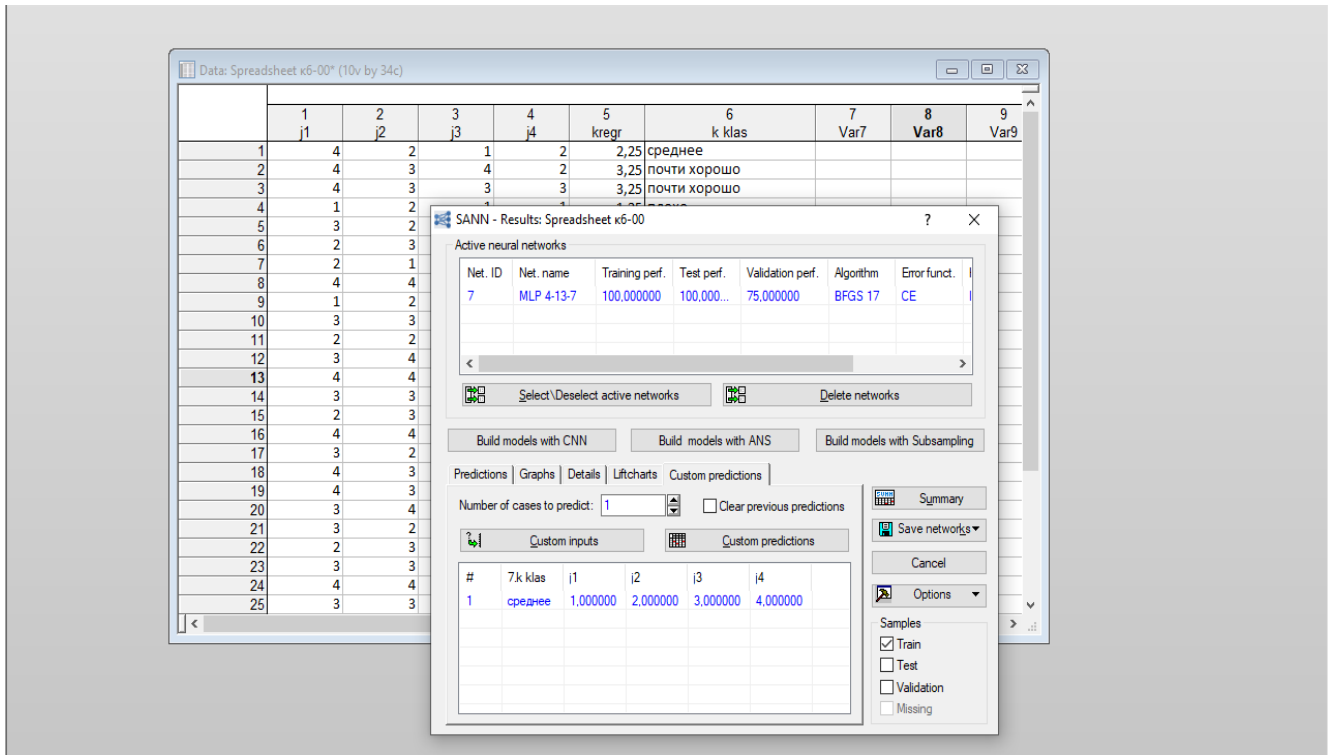 Data: Spreadsheet кб-00* (10v by 34c)
1 2 3 4 5 6 7 8 9
j1 j2 j3 j4 kregr k klas Var7 Var8 Var9
1 4 2 1 2 2,25 среднее
2 4 3 4 2 3,25 почти хорошо
3 4 3 3 3 3,25 почти хорошо
4 1 2
5 3 2
6 2 3
7 2 1
8 4 4
9 1 2
10 3 3
11 2 2
12 3 4
13 4 4
14 3 3
15 2 3
16 4 4
17 3 2
18 4 3
19 4 3
20 3 4
21 3 2
22 2 3
23 3 3
24 4 4
25 3 3
SANN - Results: Spreadsheet кб-00 ?
Active neural networks
Net. ID Net. name Training perf. Test perf. Validation perf. Algorithm Error funct.
7 MLP 4-13-7 100,000000 100,000... 75,000000 BFGS 17 CE
Select\Deselect active networks Delete networks
Build models with CNN Build models with ANS Build models with Subsampling
Predictions Graphs Details Liftcharts Custom predictions
Number of cases to predict: 1 Clear previous predictions
Custom inputs Custom predictions
# 7.k klas j1 j2 j3 j4
1 среднее 1,000000 2,000000 3,000000 4,000000
Summary
Save networks
Cancel
Options
Samples
Train
Test
Validation
Missing